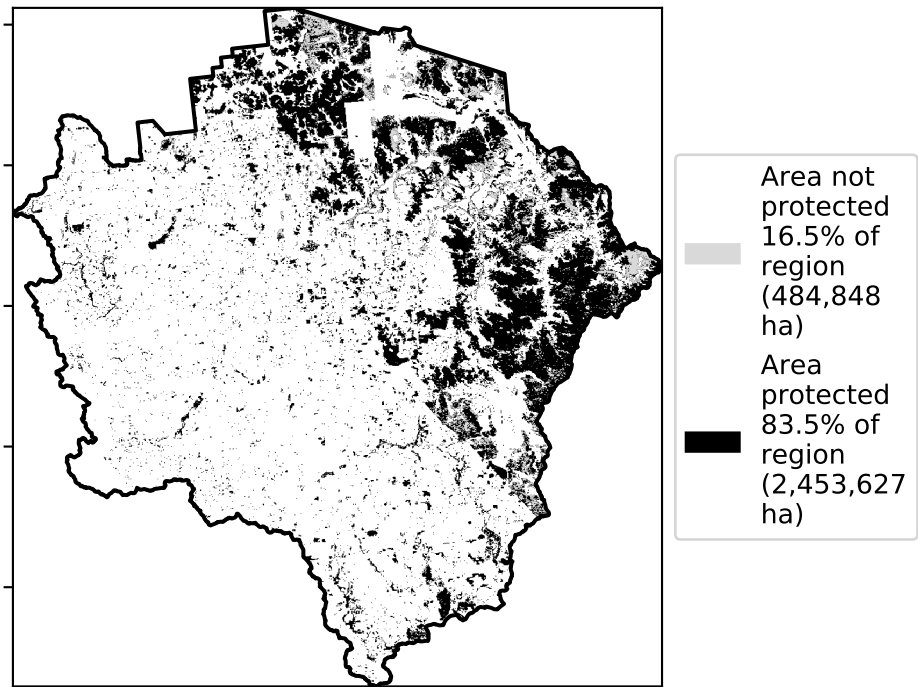 Area not
protected
16.5% of
region
(484,848
ha)
Area
protected
83.5% of
region
(2,453,627
ha)